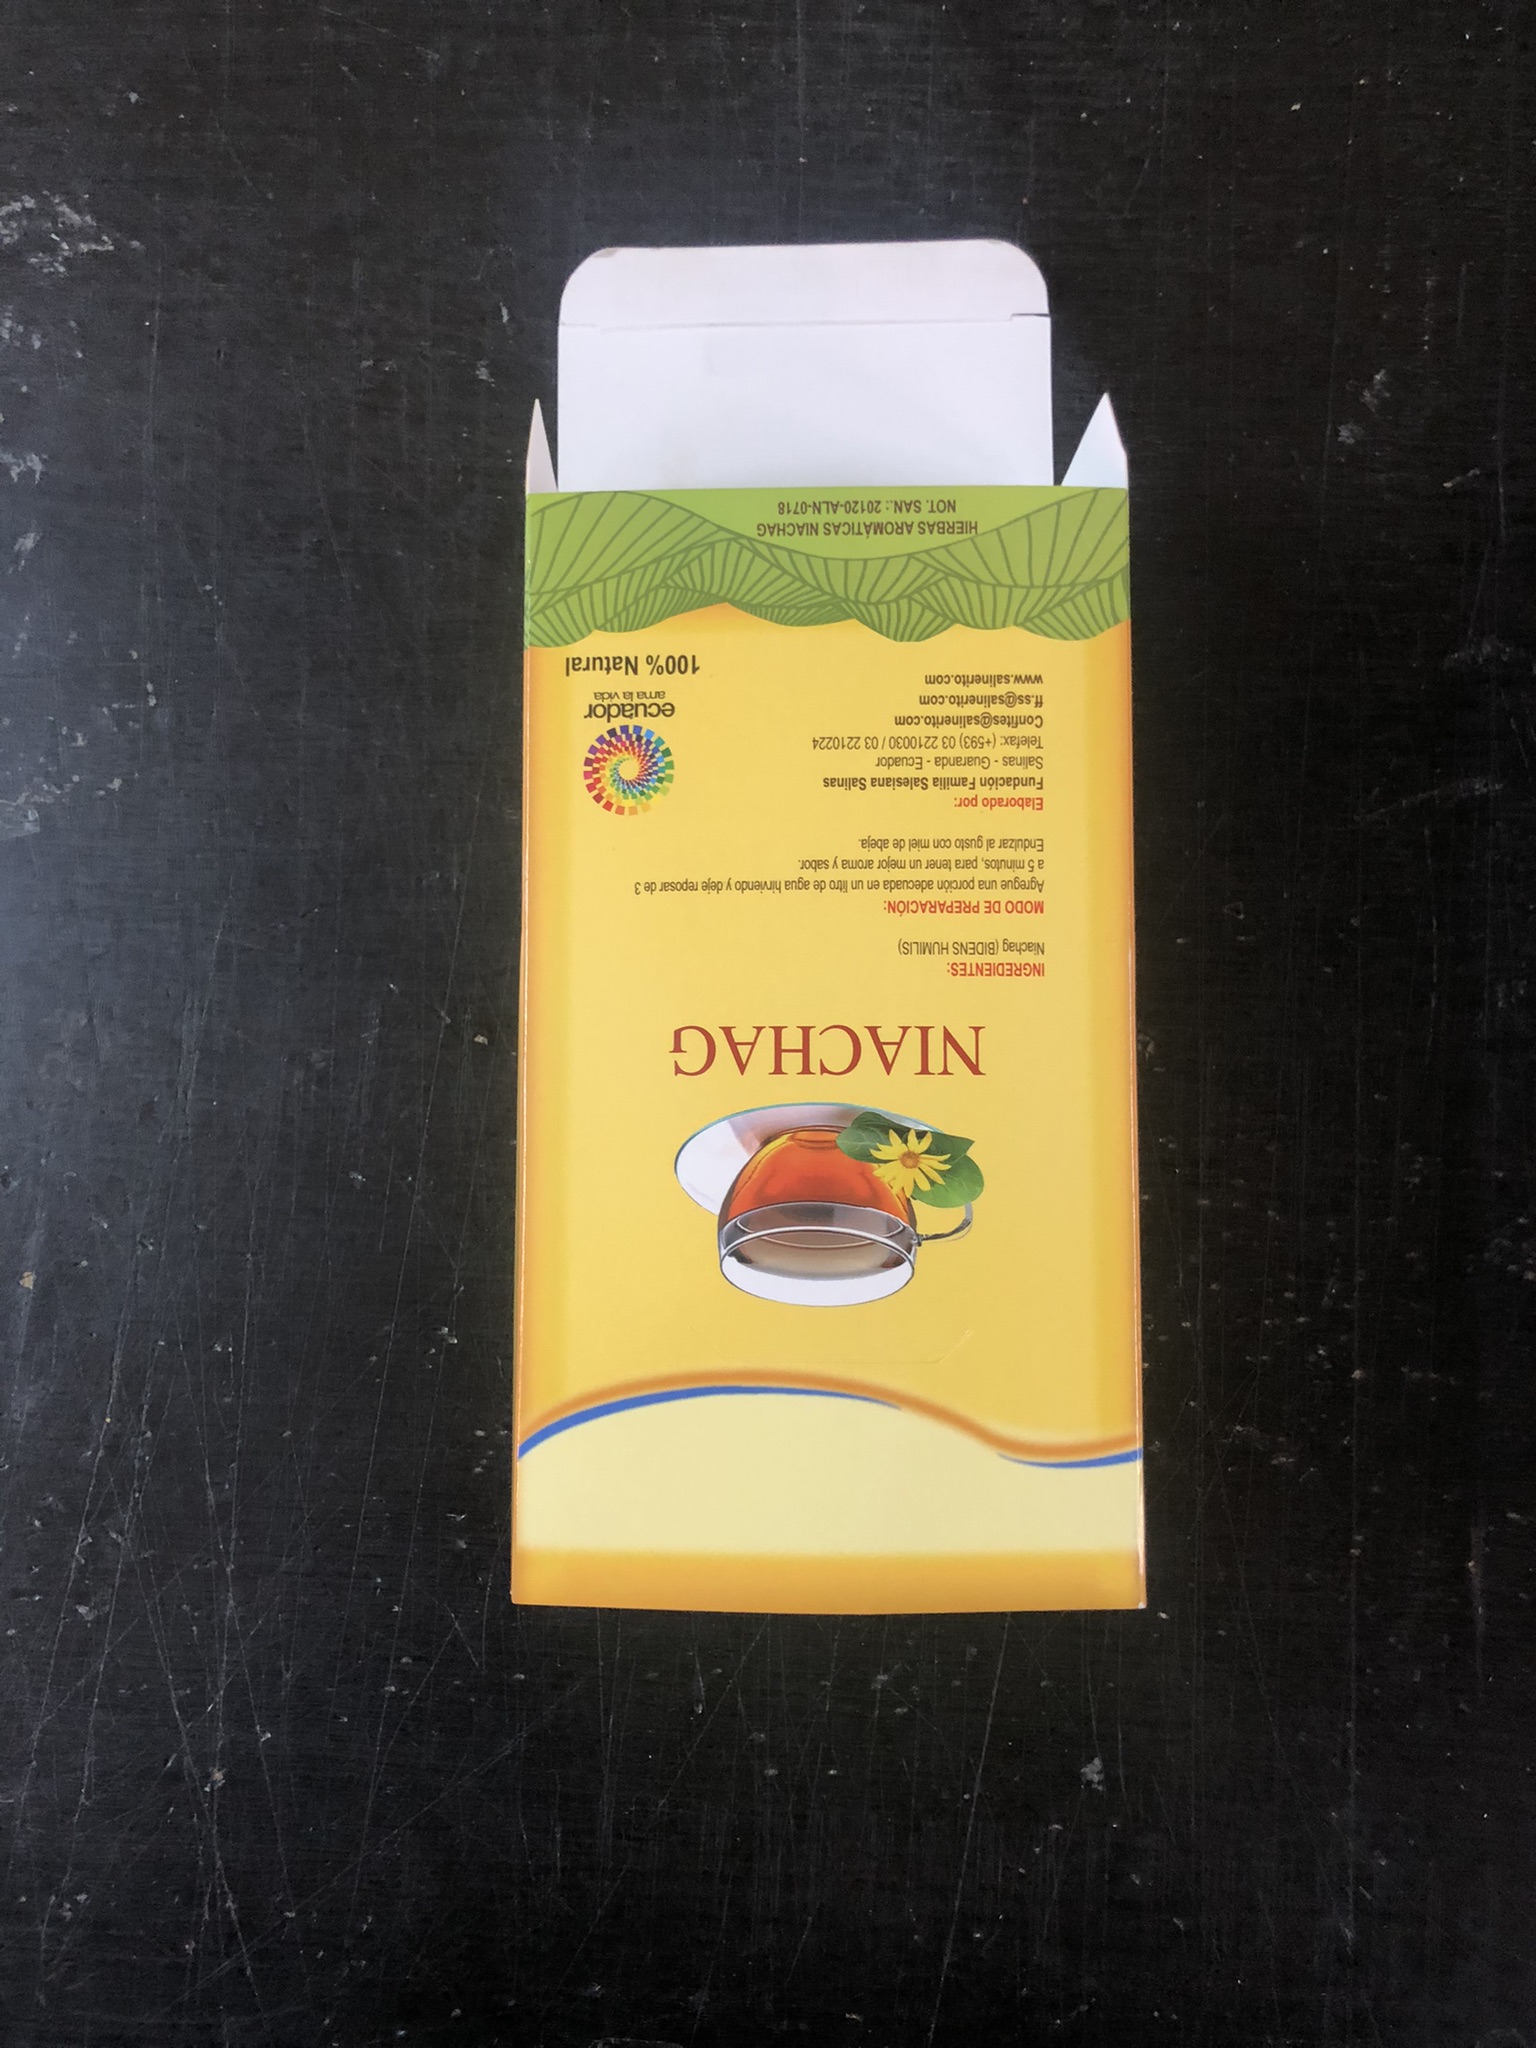 NIACHAG
INGREDIENTES:
Niachag (BIDENS HUMILIS)
MODO DE PREPARACIÓN:
Agregue una porción adecuada en un litro de agua hirviendo y deje reposar de 3
a 5 minutos, para tener un mejor aroma y sabor.
Endulzar al gusto con miel de abeja.
Elaborado por:
Fundación Familia Salesiana Salinas
Salinas - Guaranda - Ecuador
Telefax: (+593) 03 2210030 / 03 2210224
Confites@salinerito.com
ff.ss@salinerito.com
www.salinerito.com
ecuador
ama la vida
100% Natural
HIERBAS AROMÁTICAS NIACHAG
NOT. SAN.: 20120-ALN-0718